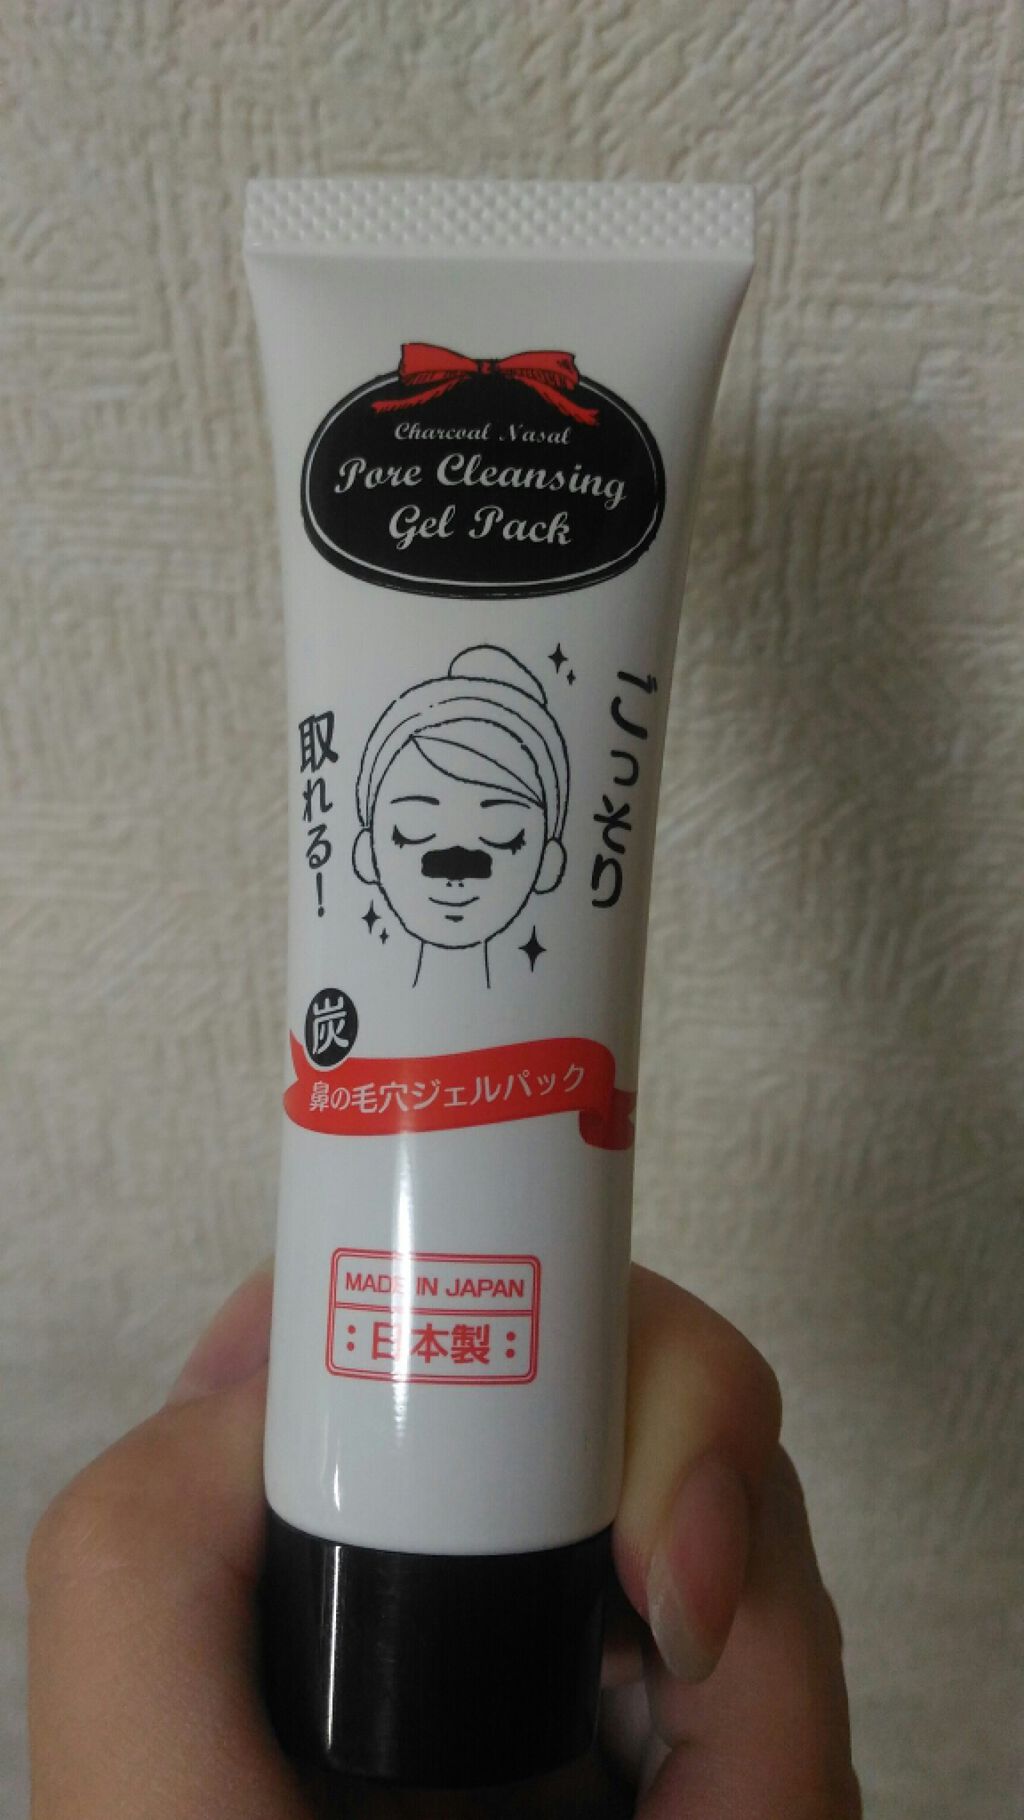 Charcoal Nasal
Pore Cleansing
Gel Pack
ごっそり
取れる!
炭
鼻の毛穴ジェルパック
MADE IN JAPAN
:日本製: